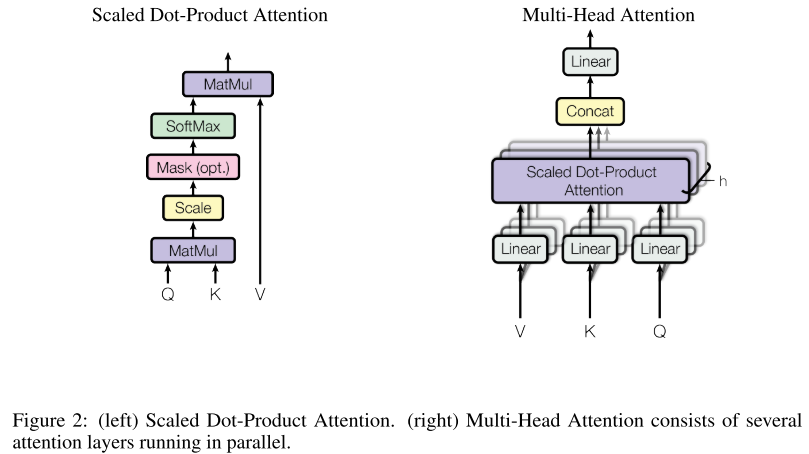 Scaled Dot-Product Attention
MatMul
SoftMax
Mask (opt.)
Scale
MatMul
Q K V
Multi-Head Attention
Linear
Concat
Scaled Dot-Product
Attention
h
Linear Linear Linear
V K Q
Figure 2: (left) Scaled Dot-Product Attention. (right) Multi-Head Attention consists of several
attention layers running in parallel.